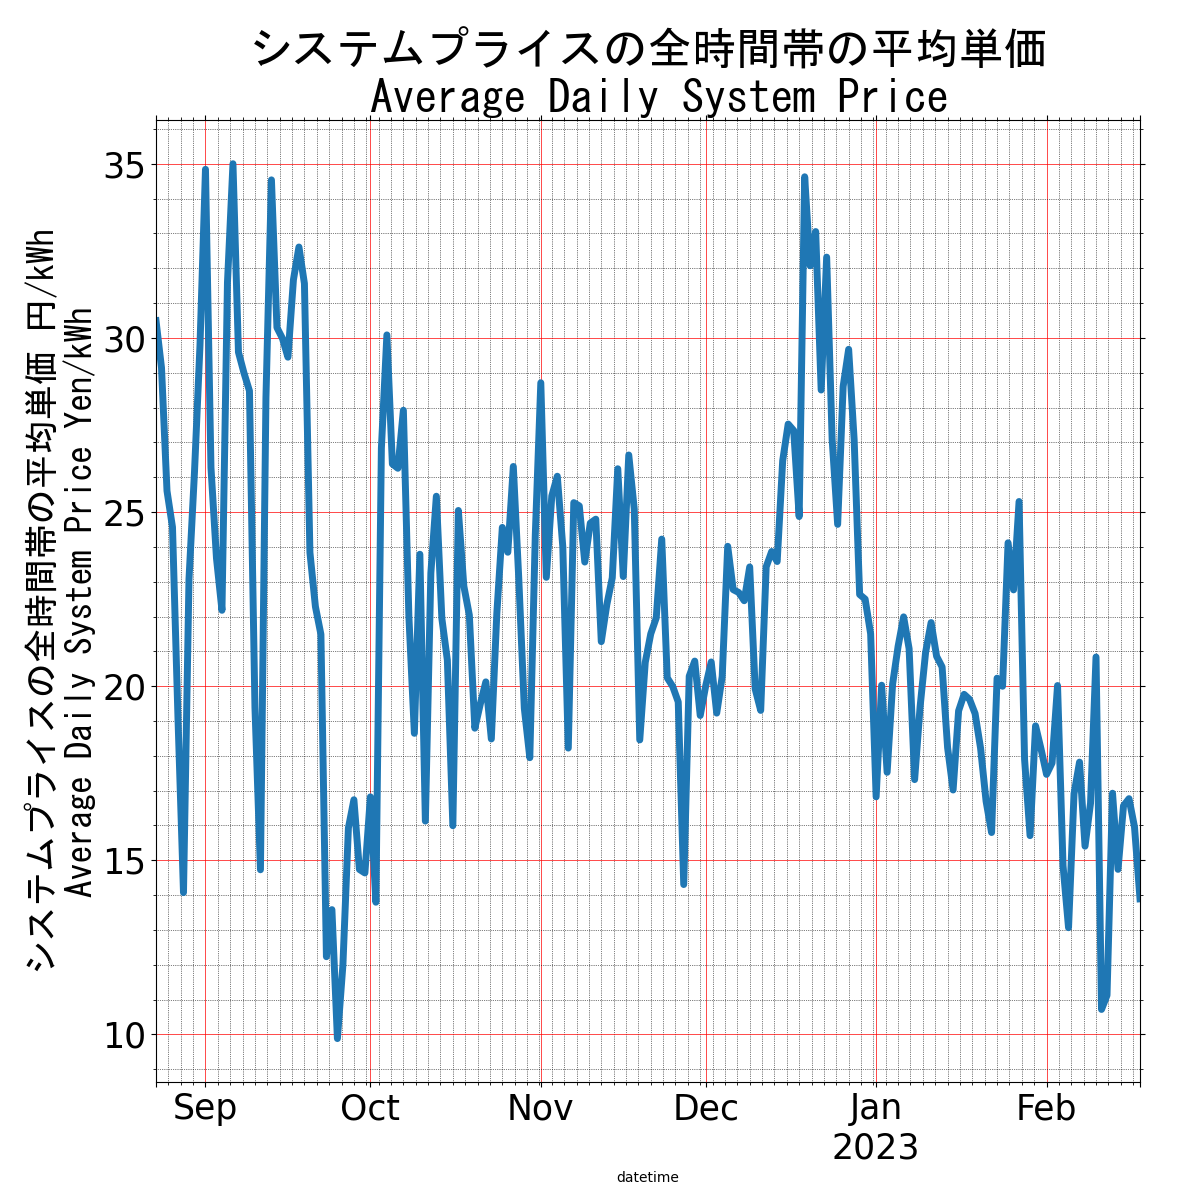 システムプライスの全時間帯の平均単価
Average Daily System Price
システムプライスの全時間帯の平均単価 円/kWh
Average Daily System Price Yen/kWh
35
30
25
20
15
10
Sep
Oct
Nov
Dec
Jan
2023
Feb
datetime